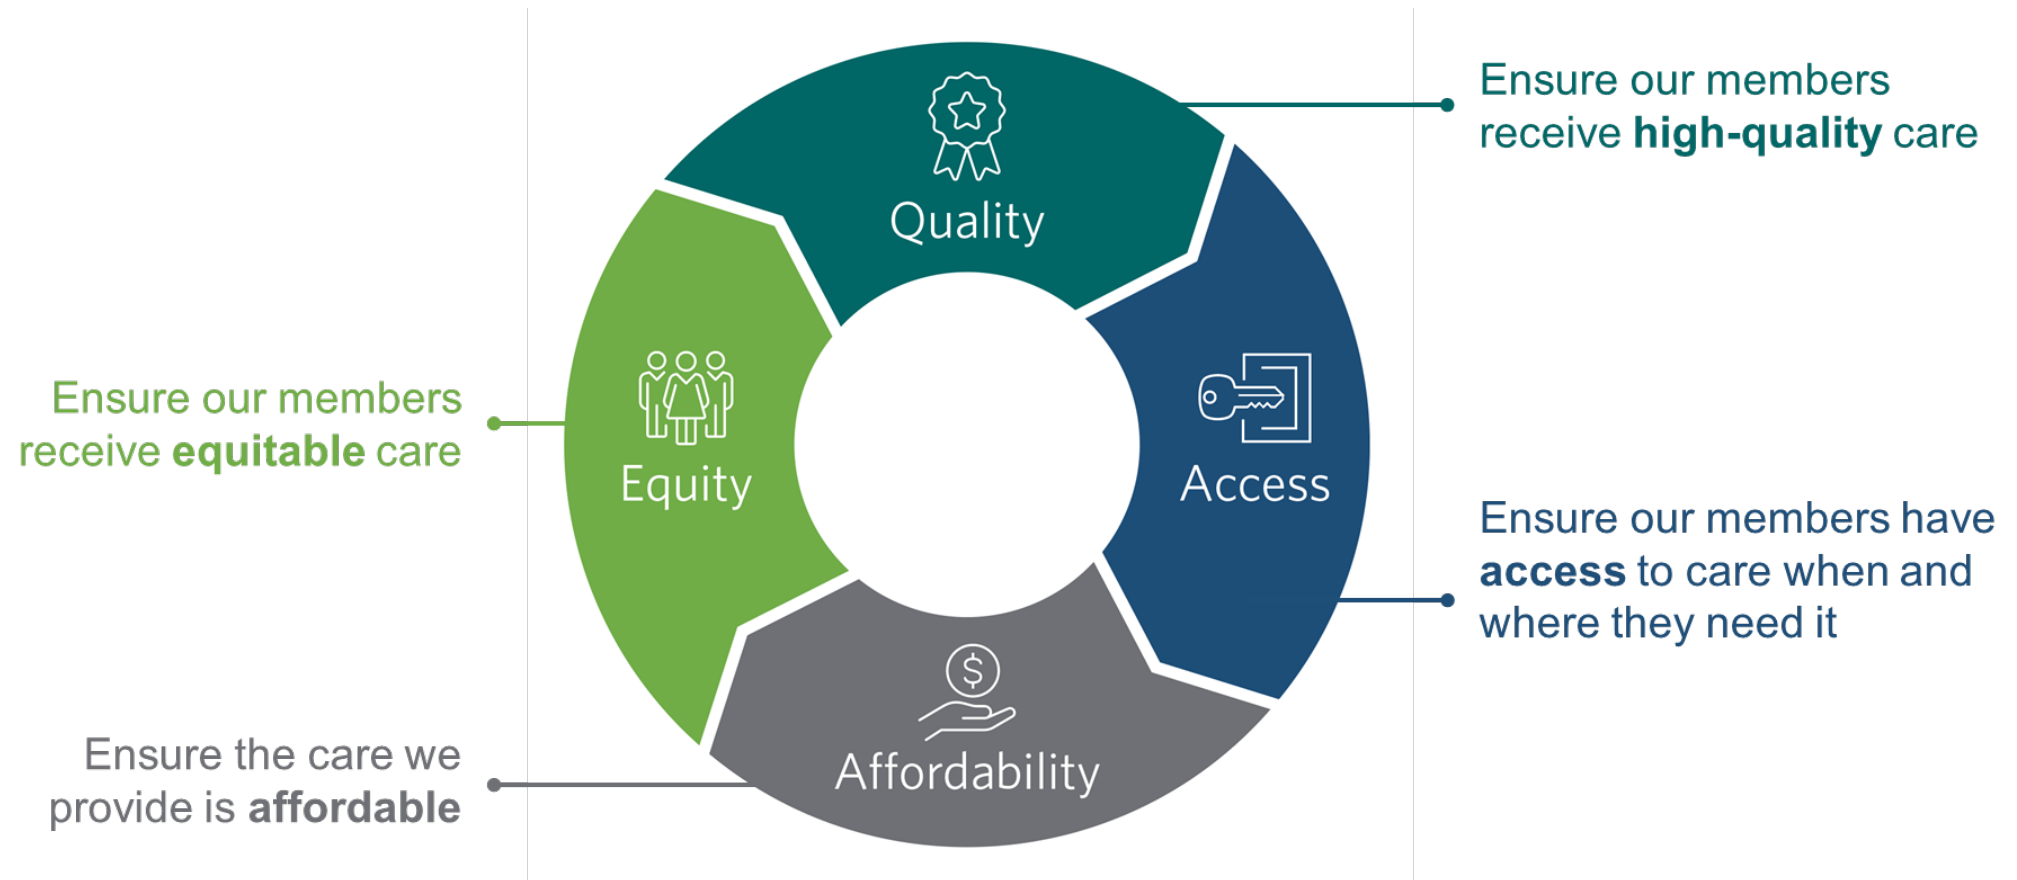 Quality
Ensure our members
receive high-quality care
Access
Ensure our members have
access to care when and
where they need it
$
Affordability
Ensure the care we
provide is affordable
Equity
Ensure our members
receive equitable care